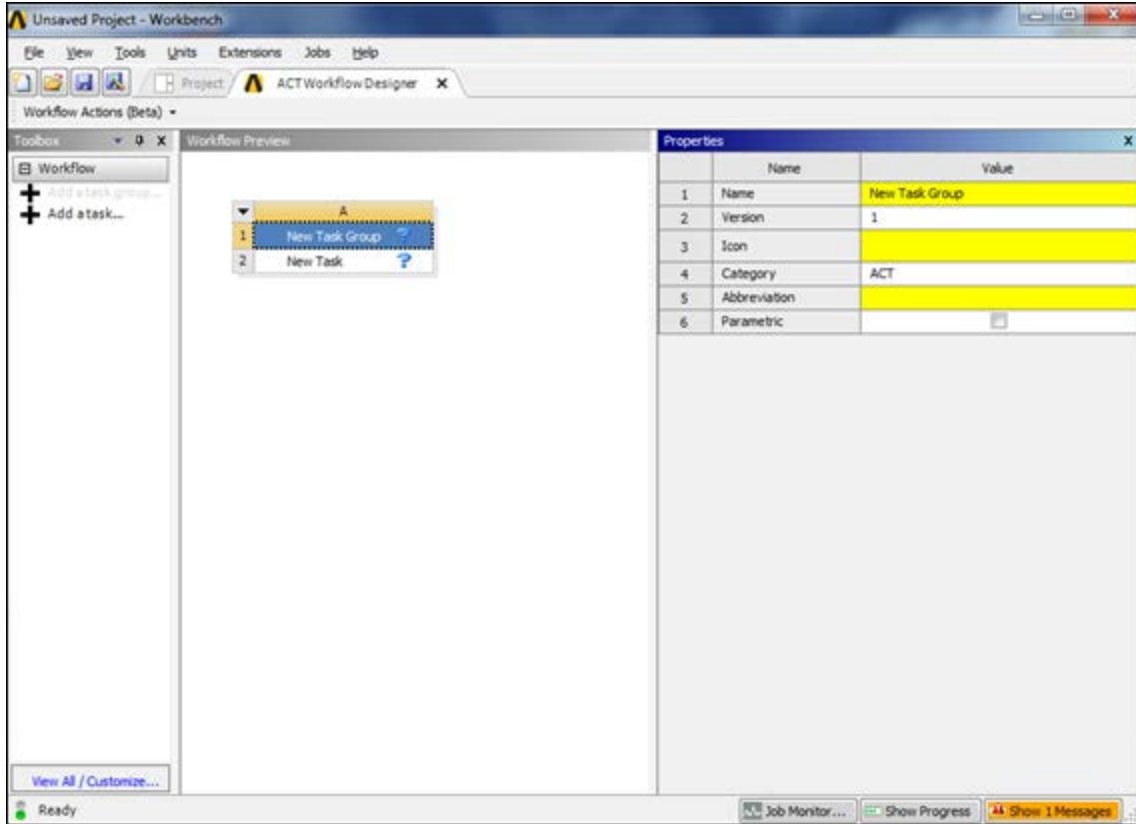 Unsaved Project - Workbench
File View Tools Units Extensions Jobs Help
Project ACT Workflow Designer X
Workflow Actions (Beta)
Toolbox X Workflow Preview Properties X
Workflow
Add a task group...
Add a task...
A
1 New Task Group ?
2 New Task ?
Name Value
1 Name New Task Group
2 Version 1
3 Icon
4 Category ACT
5 Abbreviation
6 Parametric
View All / Customize...
Ready Job Monitor... Show Progress Show 1 Messages